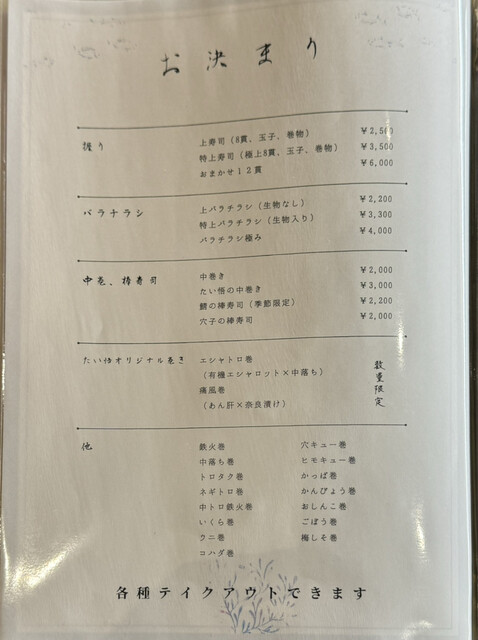 お決まり
握り
上寿司（8貫、玉子、巻物） ￥2,500
特上寿司（極上8貫、玉子、巻物） ￥3,500
おまかせ１２貫 ￥6,000
バラチラシ
上バラチラシ（生物なし） ￥2,200
特上バラチラシ（生物入り） ￥3,300
バラチラシ極み ￥4,000
中巻、棒寿司
中巻き ￥2,000
たい悟の中巻き ￥3,000
鯖の棒寿司（季節限定） ￥2,200
穴子の棒寿司 ￥2,000
たい悟オリジナル巻き
エシャトロ巻
（有機エシャロット×中落ち）
痛風巻
（あん肝×奈良漬け）
数量限定
他
鉄火巻 穴キュー巻
中落ち巻 ヒモキュー巻
トロタク巻 かっぱ巻
ネギトロ巻 かんぴょう巻
中トロ鉄火巻 おしんこ巻
いくら巻 ごぼう巻
ウニ巻 梅しそ巻
コハダ巻
各種テイクアウトできます